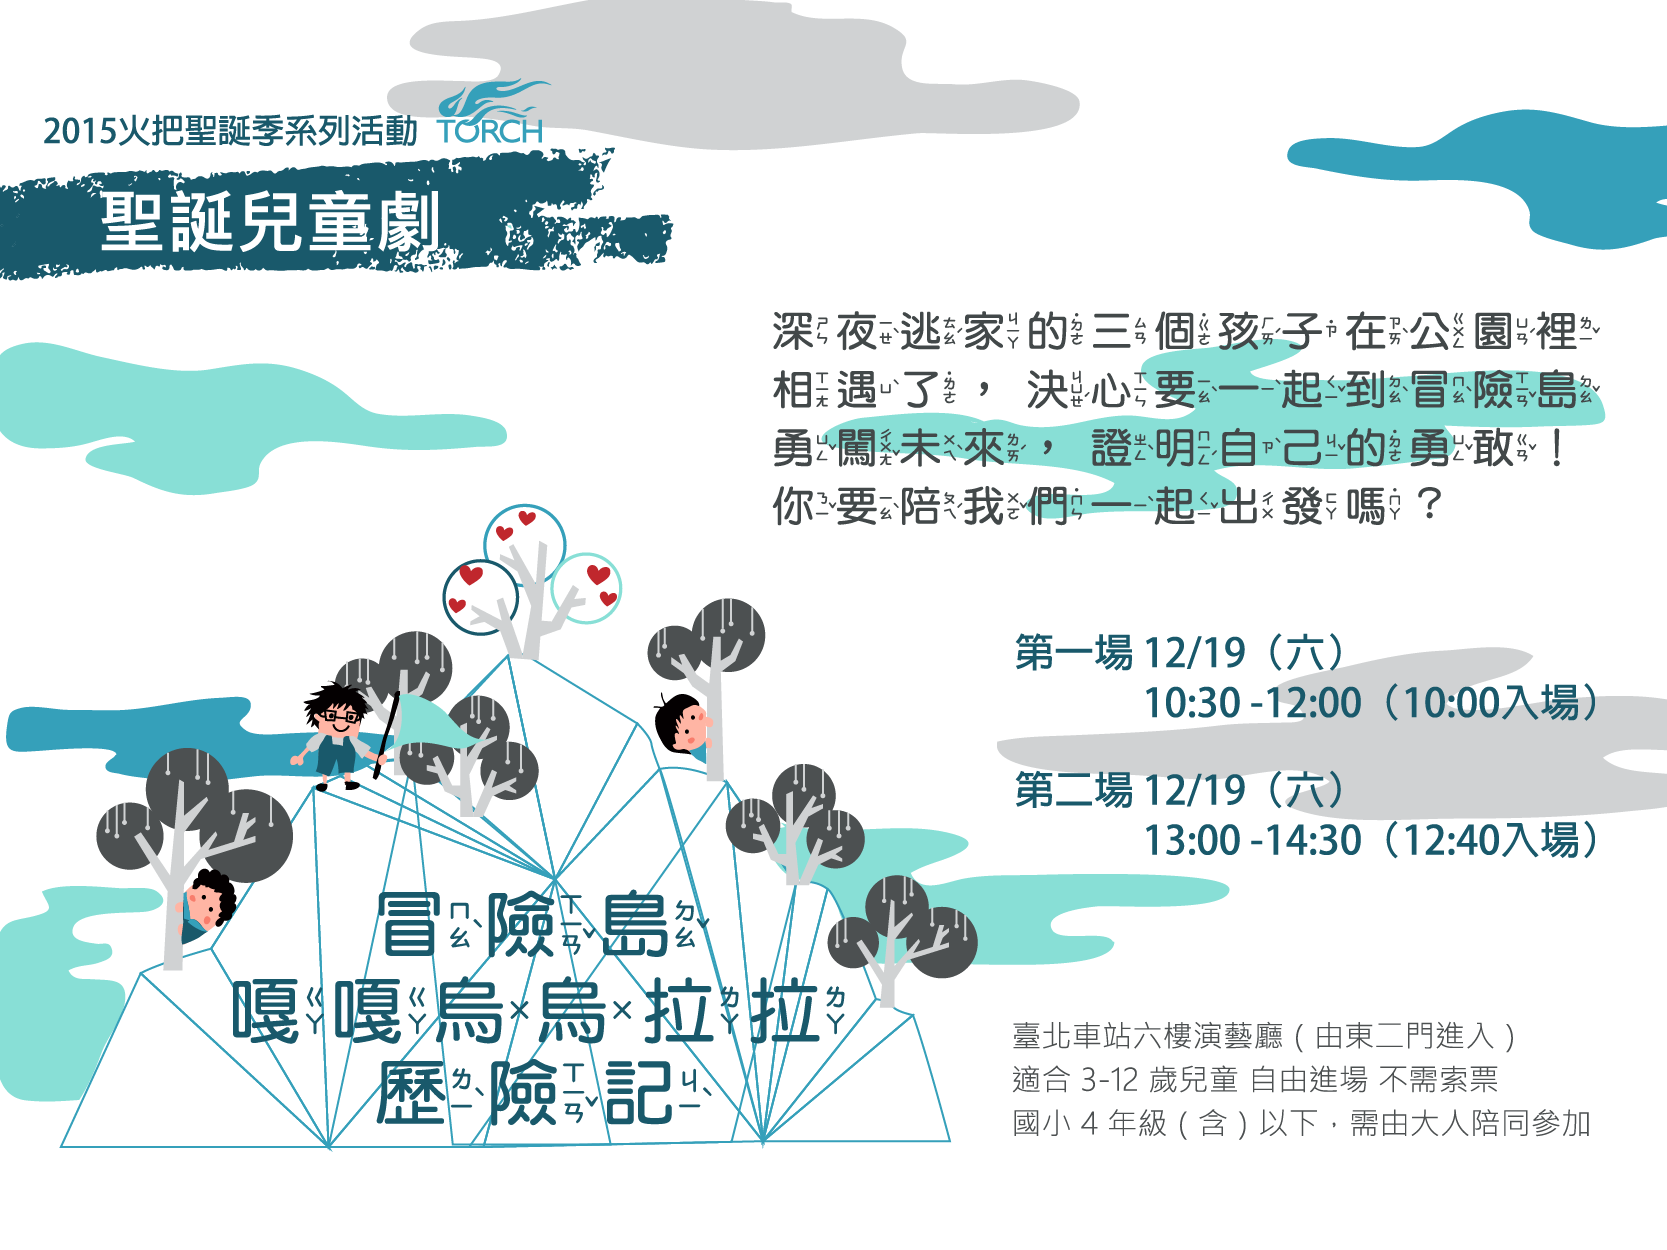 2015火把聖誕季系列活動 TORCH
聖誕兒童劇
深夜逃家的三個孩子在公園裡
相遇了，決心要一起到冒險島
勇闖未來，證明自己的勇敢！
你要陪我們一起出發嗎？
第一場 12/19（六）
10:30 -12:00（10:00入場）
第二場 12/19（六）
13:00 -14:30（12:40入場）
冒險島
嘎嘎烏烏拉拉
歷險記
臺北車站六樓演藝廳 ( 由東二門進入 )
適合 3-12 歲兒童 自由進場 不需索票
國小 4 年級 ( 含 ) 以下，需由大人陪同參加